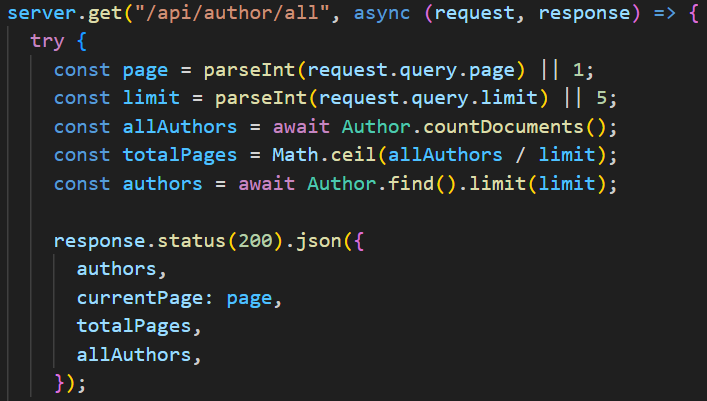 server.get("/api/author/all", async (request, response) => {
try {
const page = parseInt(request.query.page) || 1;
const limit = parseInt(request.query.limit) || 5;
const allAuthors = await Author.countDocuments();
const totalPages = Math.ceil(allAuthors / limit);
const authors = await Author.find().limit(limit);
response.status(200).json({
authors,
currentPage: page,
totalPages,
allAuthors,
});